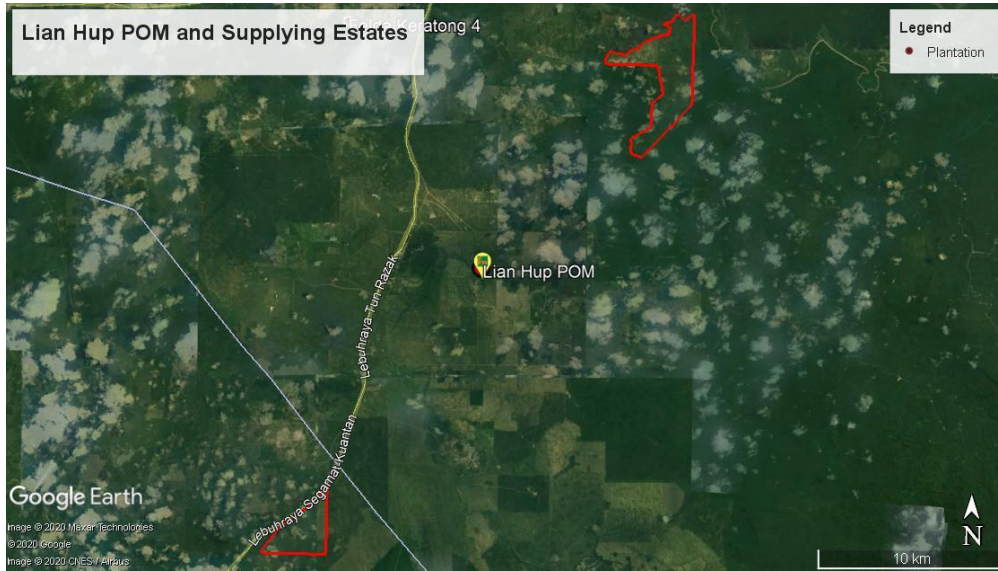 Lian Hup POM and Supplying Estates
Keratong 4
Legend
Plantation
Lian Hup POM
Lebuhraya Tun Razak
Lebuhraya Segamat Kuantan
Google Earth
Image © 2020 Maxar Technologies
© 2020 Google
Image © 2020 CNES / Airbus
N
10 km